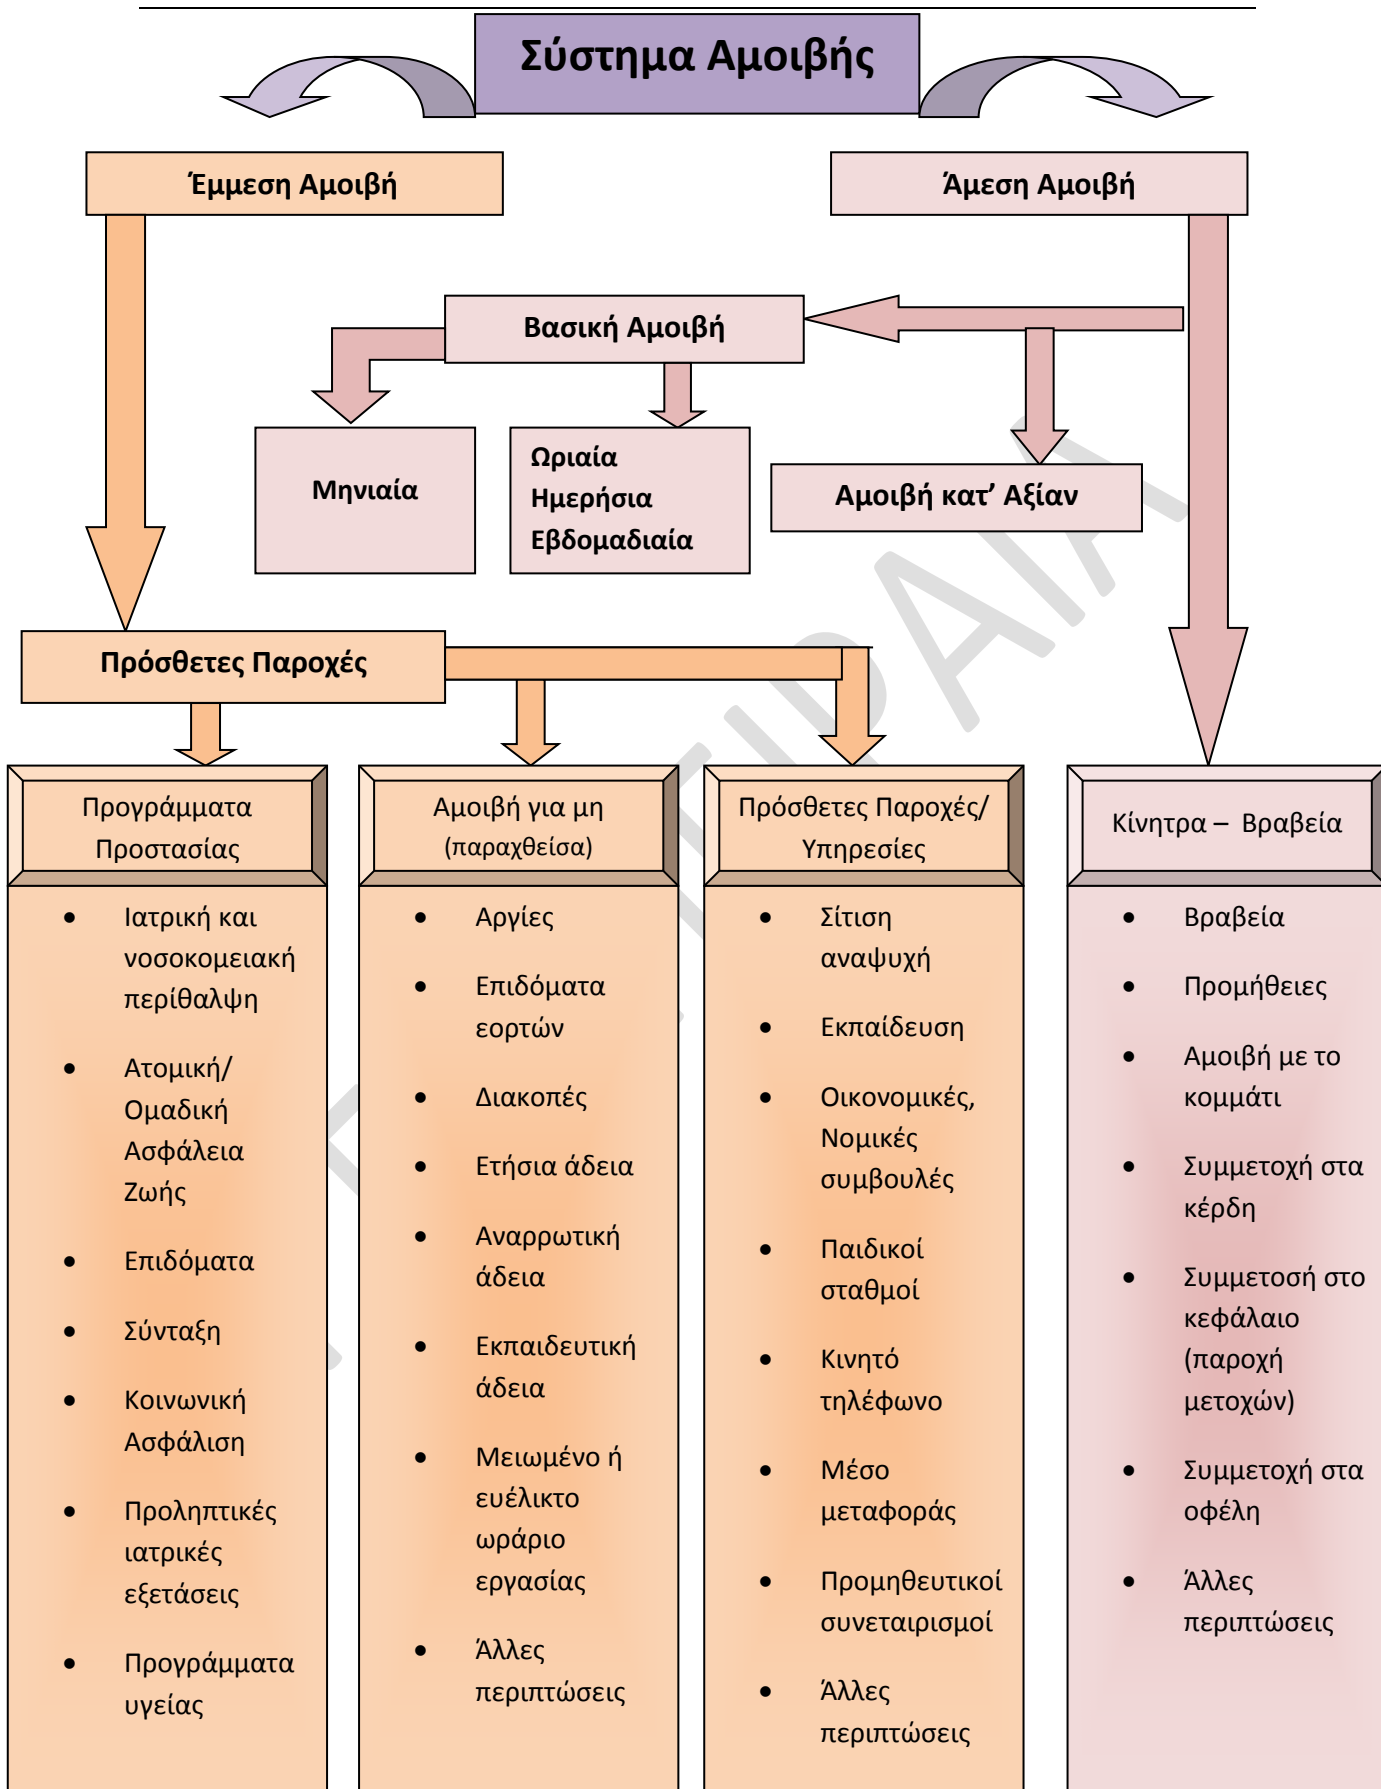 Σύστημα Αμοιβής
Έμμεση Αμοιβή
Άμεση Αμοιβή
Βασική Αμοιβή
Μηνιαία
Ωριαία
Ημερήσια
Εβδομαδιαία
Αμοιβή κατ’ Αξίαν
Πρόσθετες Παροχές
Προγράμματα
Προστασίας
• Ιατρική και
νοσοκομειακή
περίθαλψη
• Ατομική/
Ομαδική
Ασφάλεια
Ζωής
• Επιδόματα
• Σύνταξη
• Κοινωνική
Ασφάλιση
• Προληπτικές
ιατρικές
εξετάσεις
• Προγράμματα
υγείας
Αμοιβή για μη
(παραχθείσα)
• Αργίες
• Επιδόματα
εορτών
• Διακοπές
• Ετήσια άδεια
• Αναρρωτική
άδεια
• Εκπαιδευτική
άδεια
• Μειωμένο ή
ευέλικτο
ωράριο
εργασίας
• Άλλες
περιπτώσεις
Πρόσθετες Παροχές/
Υπηρεσίες
• Σίτιση
αναψυχή
• Εκπαίδευση
• Οικονομικές,
Νομικές
συμβουλές
• Παιδικοί
σταθμοί
• Κινητό
τηλέφωνο
• Μέσο
μεταφοράς
• Προμηθευτικοί
συνεταιρισμοί
• Άλλες
περιπτώσεις
Κίνητρα – Βραβεία
• Βραβεία
• Προμήθειες
• Αμοιβή με το
κομμάτι
• Συμμετοχή στα
κέρδη
• Συμμετοσή στο
κεφάλαιο
(παροχή
μετοχών)
• Συμμετοχή στα
οφέλη
• Άλλες
περιπτώσεις